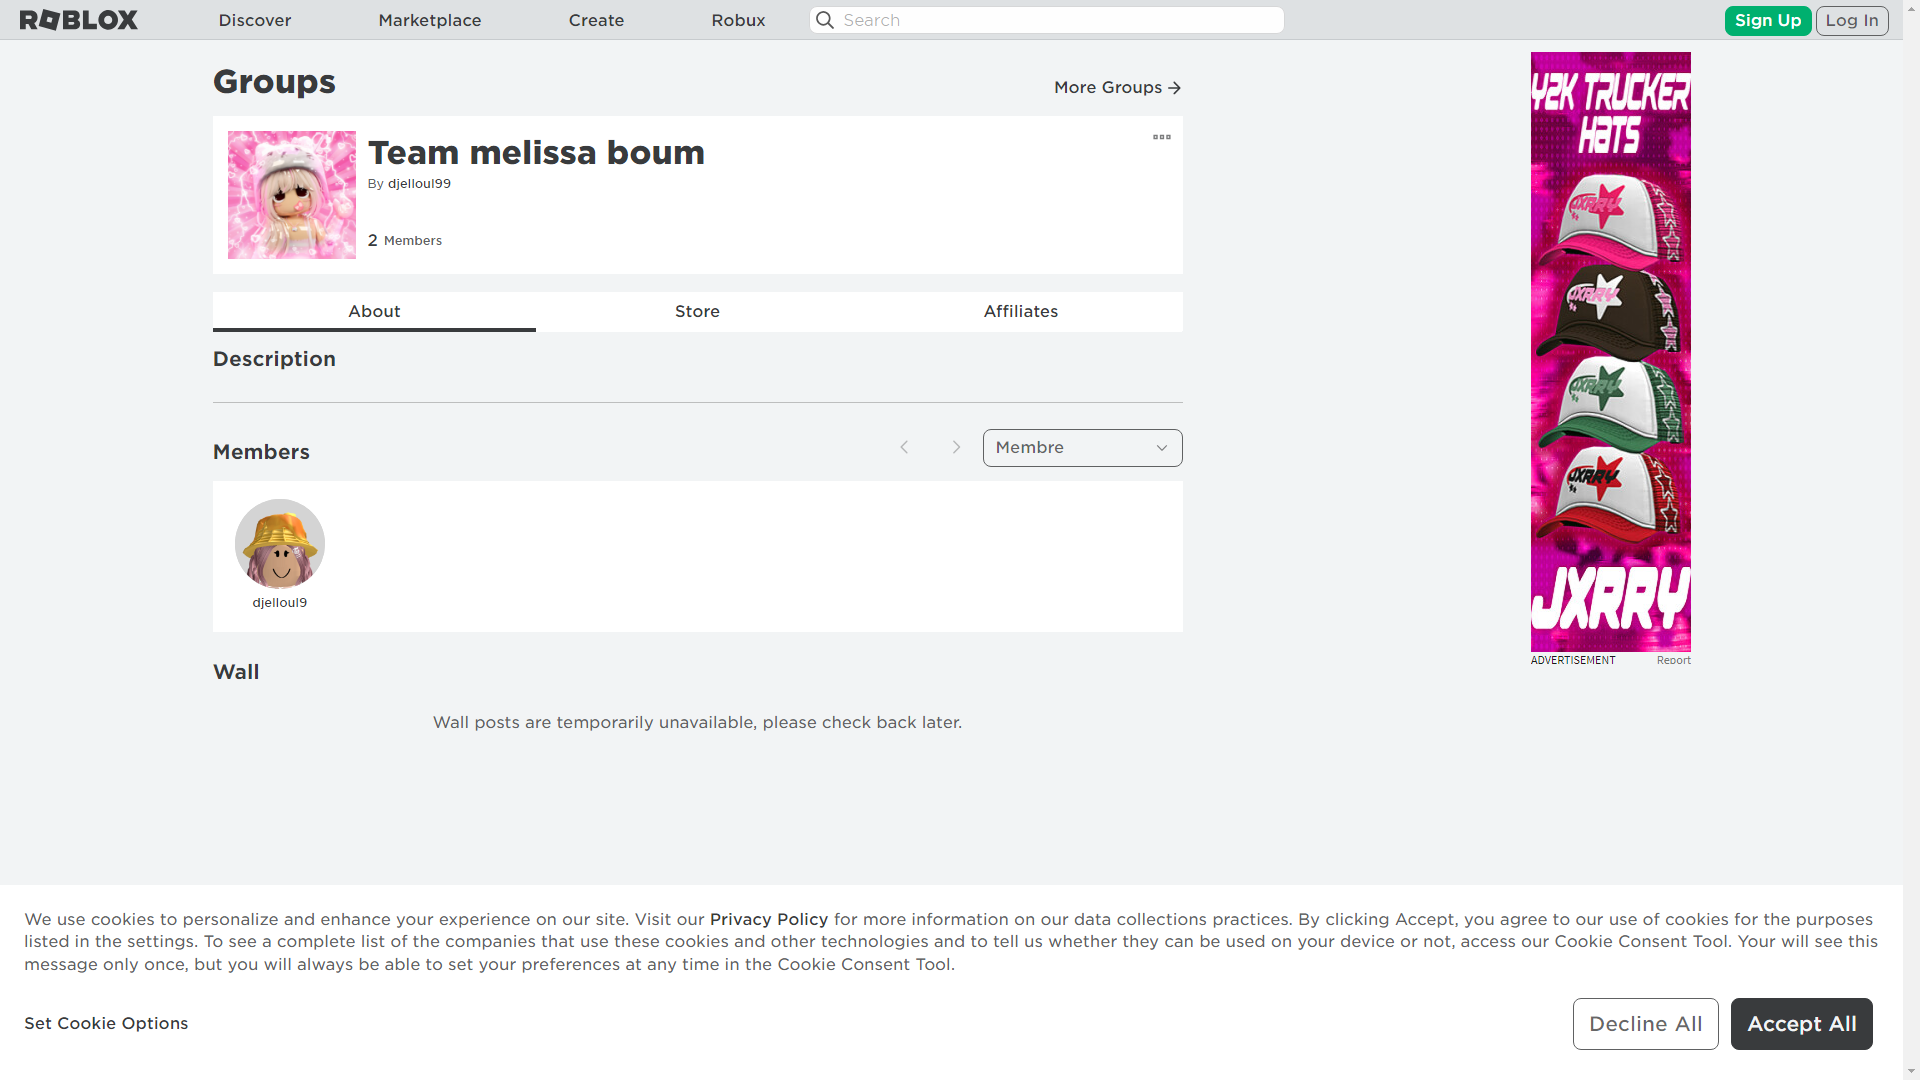 ROBLOX
Discover
Marketplace
Create
Robux
Search
Sign Up
Log In
Groups
More Groups
Team melissa boum
By djelloul99
2 Members
About
Store
Affiliates
Description
Members
Membre
djelloul9
Wall
Wall posts are temporarily unavailable, please check back later.
Y2K TRUCKER
HATS
JXRRY
JXRRY
JXRRY
JXRRY
JXRRY
ADVERTISEMENT
Report
We use cookies to personalize and enhance your experience on our site. Visit our Privacy Policy for more information on our data collections practices. By clicking Accept, you agree to our use of cookies for the purposes
listed in the settings. To see a complete list of the companies that use these cookies and other technologies and to tell us whether they can be used on your device or not, access our Cookie Consent Tool. Your will see this
message only once, but you will always be able to set your preferences at any time in the Cookie Consent Tool.
Set Cookie Options
Decline All
Accept All